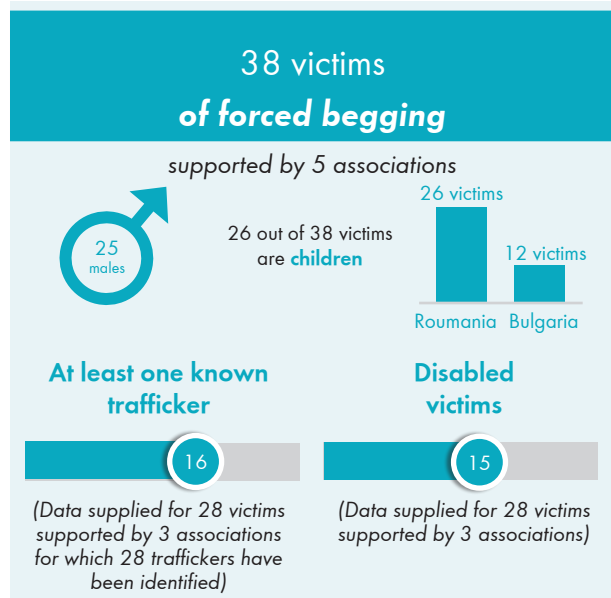 38 victims
of forced begging
supported by 5 associations
25
males
26 out of 38 victims
are children
26 victims
12 victims
Roumania Bulgaria
At least one known
trafficker
16
(Data supplied for 28 victims
supported by 3 associations
for which 28 traffickers have
been identified)
Disabled
victims
15
(Data supplied for 28 victims
supported by 3 associations)